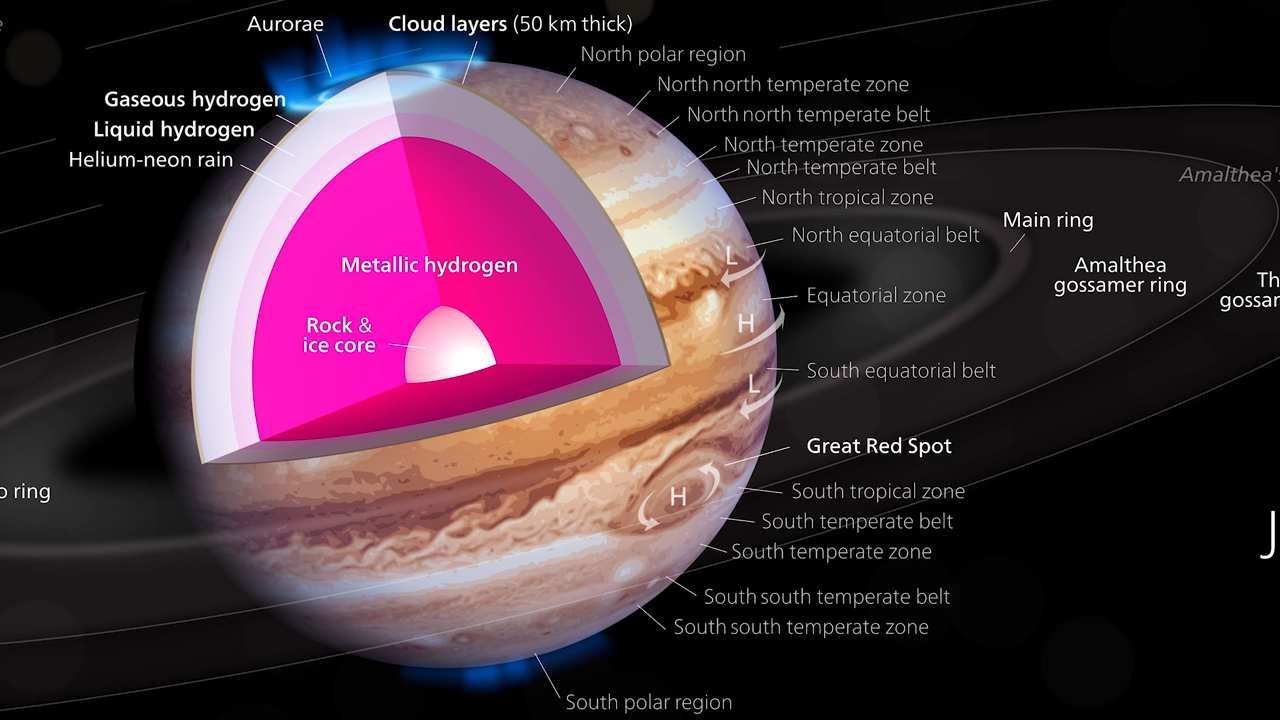 Aurorae
Cloud layers (50 km thick)
North polar region
North north temperate zone
Gaseous hydrogen
North north temperate belt
Liquid hydrogen
North temperate zone
Helium-neon rain
North temperate belt
Amalthea's
North tropical zone
Main ring
North equatorial belt
L
Metallic hydrogen
Amalthea
gossamer ring
Equatorial zone
H
Rock &
ice core
South equatorial belt
L
Great Red Spot
ring
South tropical zone
H
South temperate belt
South temperate zone
South south temperate belt
South south temperate zone
South polar region